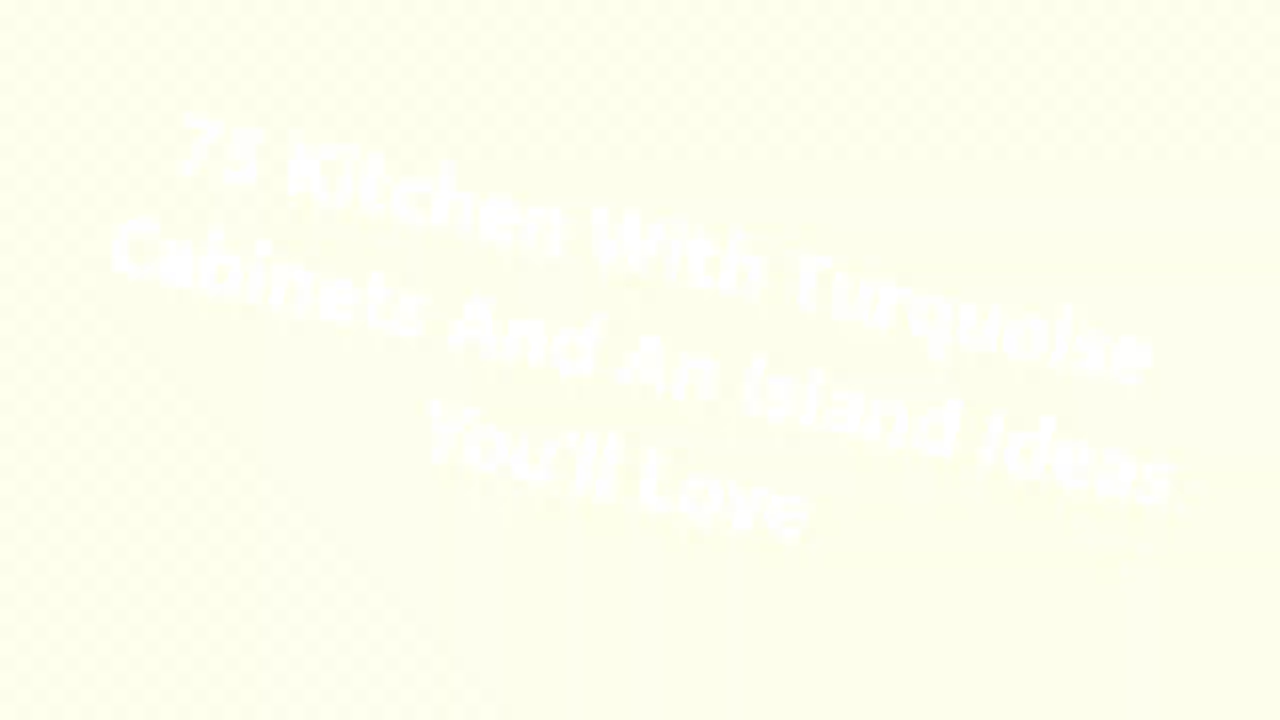 75 Kitchen With Turquoise
Cabinets And An Island Ideas
You'll Love